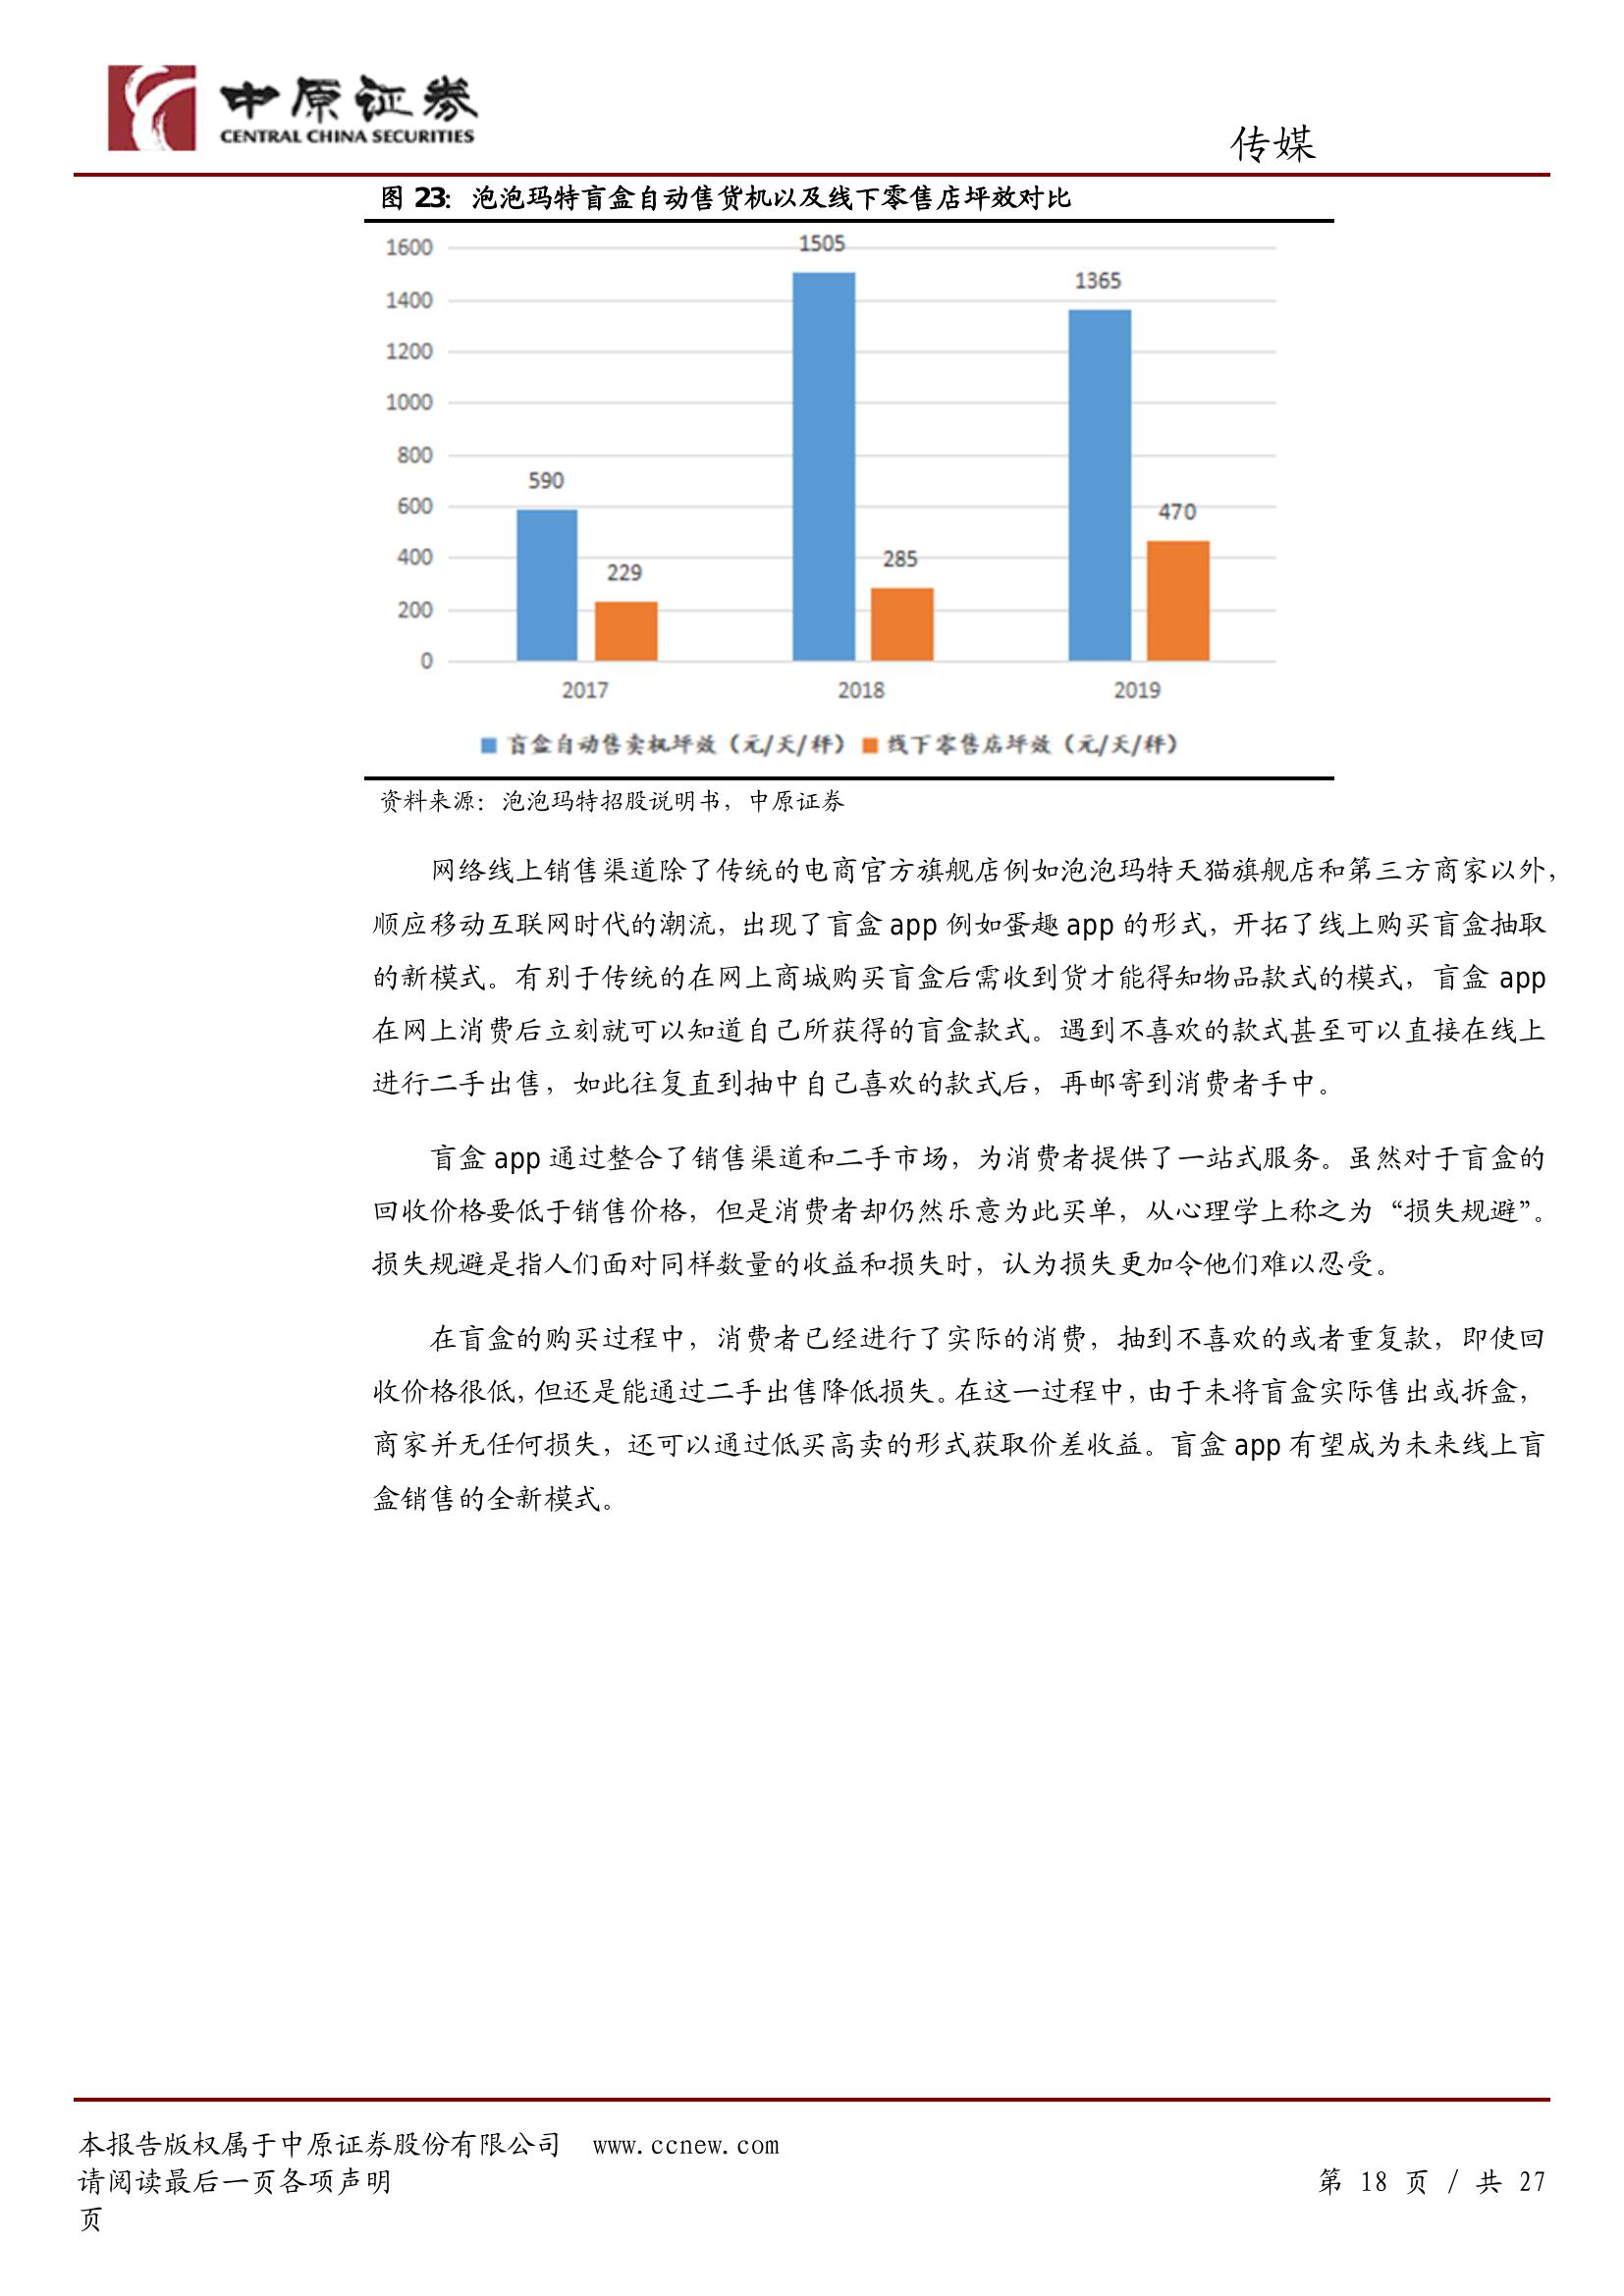 中原证券
CENTRAL CHINA SECURITIES
传媒
图 23：泡泡玛特盲盒自动售货机以及线下零售店坪效对比
1600
1400
1200
1000
800
600
400
200
0
590
229
1505
285
1365
470
2017
2018
2019
盲盒自动售卖机坪效（元/天/秤） 线下零售店坪效（元/天/秤）
资料来源：泡泡玛特招股说明书，中原证券
网络线上销售渠道除了传统的电商官方旗舰店例如泡泡玛特天猫旗舰店和第三方商家以外，
顺应移动互联网时代的潮流，出现了盲盒 app 例如蛋趣 app 的形式，开拓了线上购买盲盒抽取
的新模式。有别于传统的在网上商城购买盲盒后需收到货才能得知物品款式的模式，盲盒 app
在网上消费后立刻就可以知道自己所获得的盲盒款式。遇到不喜欢的款式甚至可以直接在线上
进行二手出售，如此往复直到抽中自己喜欢的款式后，再邮寄到消费者手中。
盲盒 app 通过整合了销售渠道和二手市场，为消费者提供了一站式服务。虽然对于盲盒的
回收价格要低于销售价格，但是消费者却仍然乐意为此买单，从心理学上称之为“损失规避”。
损失规避是指人们面对同样数量的收益和损失时，认为损失更加令他们难以忍受。
在盲盒的购买过程中，消费者已经进行了实际的消费，抽到不喜欢的或者重复款，即使回
收价格很低，但还是能通过二手出售降低损失。在这一过程中，由于未将盲盒实际售出或拆盒，
商家并无任何损失，还可以通过低买高卖的形式获取价差收益。盲盒 app 有望成为未来线上盲
盒销售的全新模式。
本报告版权属于中原证券股份有限公司 www.ccnew.com
请阅读最后一页各项声明 第 18 页 / 共 27
页